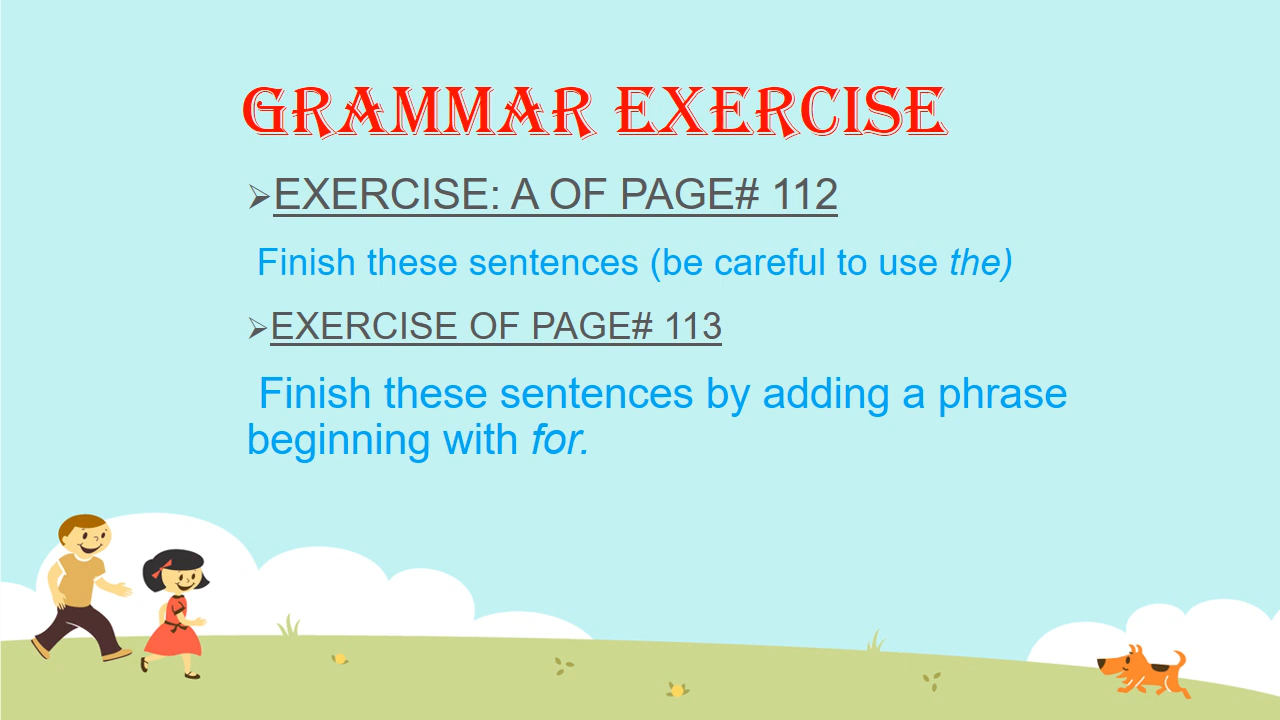 GRAMMAR EXERCISE
➢EXERCISE: A OF PAGE# 112
Finish these sentences (be careful to use the)
➢EXERCISE OF PAGE# 113
Finish these sentences by adding a phrase
beginning with for.